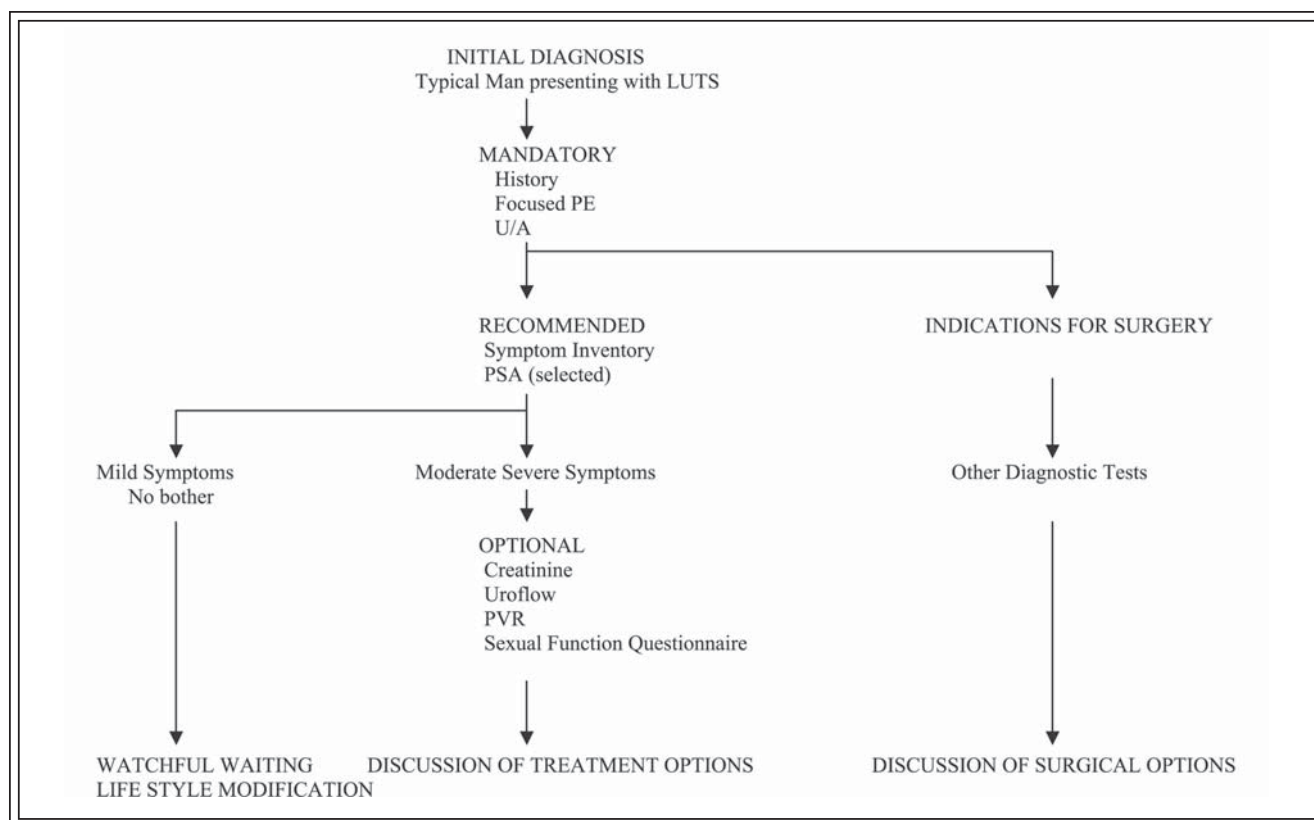 INITIAL DIAGNOSIS
Typical Man presenting with LUTS
MANDATORY
History
Focused PE
U/A
RECOMMENDED
Symptom Inventory
PSA (selected)
INDICATIONS FOR SURGERY
Mild Symptoms
No bother
Moderate Severe Symptoms
Other Diagnostic Tests
OPTIONAL
Creatinine
Uroflow
PVR
Sexual Function Questionnaire
WATCHFUL WAITING
LIFE STYLE MODIFICATION
DISCUSSION OF TREATMENT OPTIONS
DISCUSSION OF SURGICAL OPTIONS